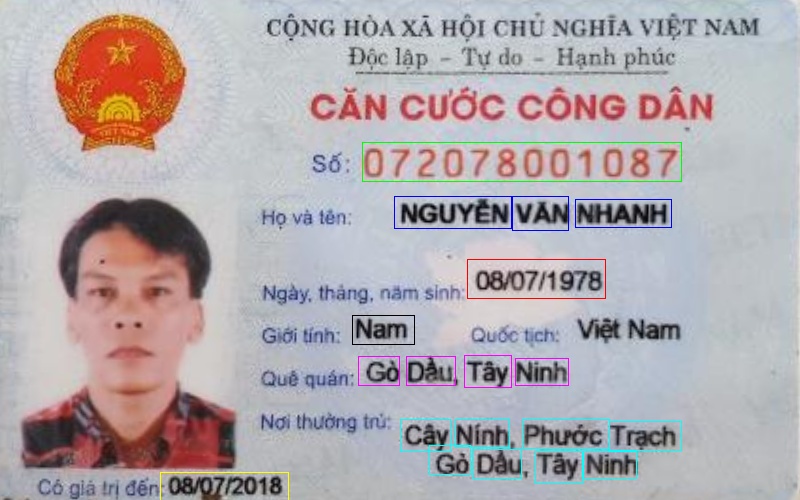 CỘNG HÒA XÃ HỘI CHỦ NGHĨA VIỆT NAM
Độc lập - Tự do - Hạnh phúc
CĂN CƯỚC CÔNG DÂN
Số: 072078001087
Họ và tên: NGUYỄN VĂN NHANH
Ngày, tháng, năm sinh: 08/07/1978
Giới tính: Nam Quốc tịch: Việt Nam
Quê quán: Gò Dầu, Tây Ninh
Nơi thường trú: Cây Nính, Phước Trạch
Gò Dầu, Tây Ninh
Có giá trị đến: 08/07/2018
VIỆT NAM